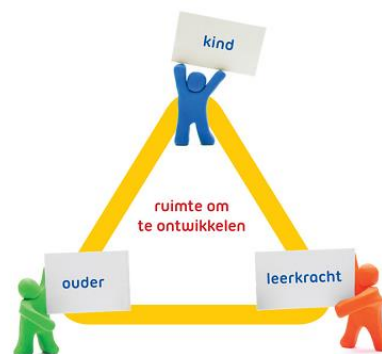 kind
ruimte om
te ontwikkelen
ouder
leerkracht